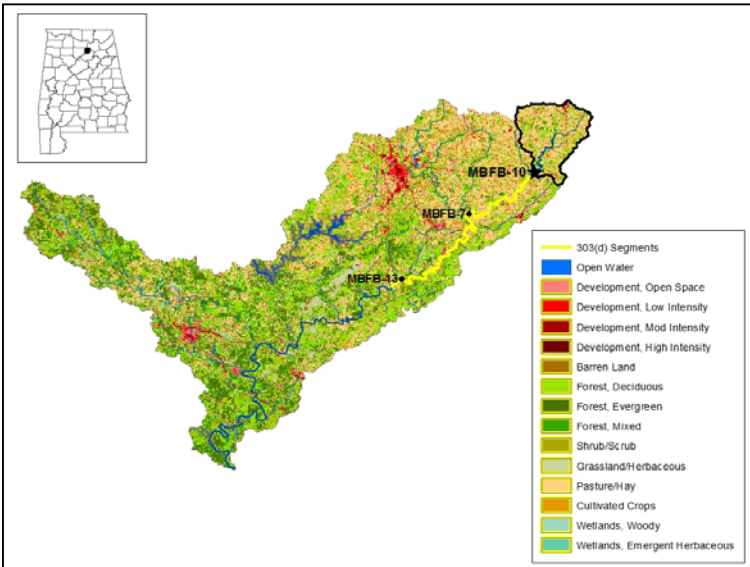 MBFB-10
MBFB-7
MBFB-13
303(d) Segments
Open Water
Development, Open Space
Development, Low Intensity
Development, Mod Intensity
Development, High Intensity
Barren Land
Forest, Deciduous
Forest, Evergreen
Forest, Mixed
Shrub/Scrub
Grassland/Herbaceous
Pasture/Hay
Cultivated Crops
Wetlands, Woody
Wetlands, Emergent Herbaceous